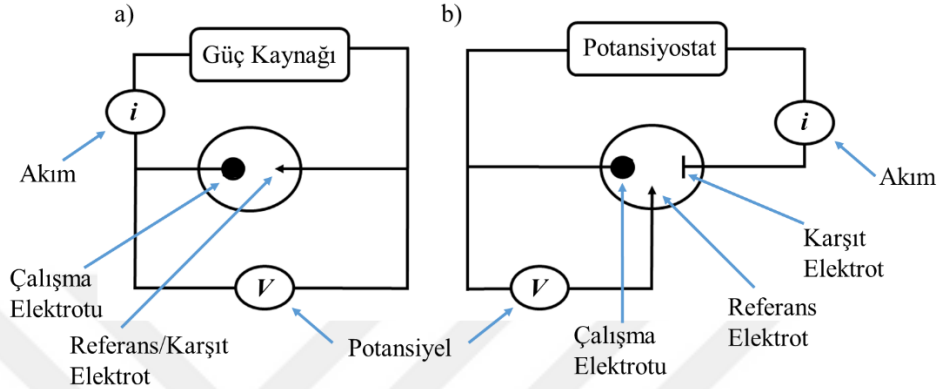 a)
Güç Kaynağı
i
Akım
Çalışma
Elektrotu
V
Referans/Karşıt
Elektrot
Potansiyel
b)
Potansiyostat
i
Akım
Karşıt
Elektrot
V
Referans
Elektrot
Çalışma
Elektrotu